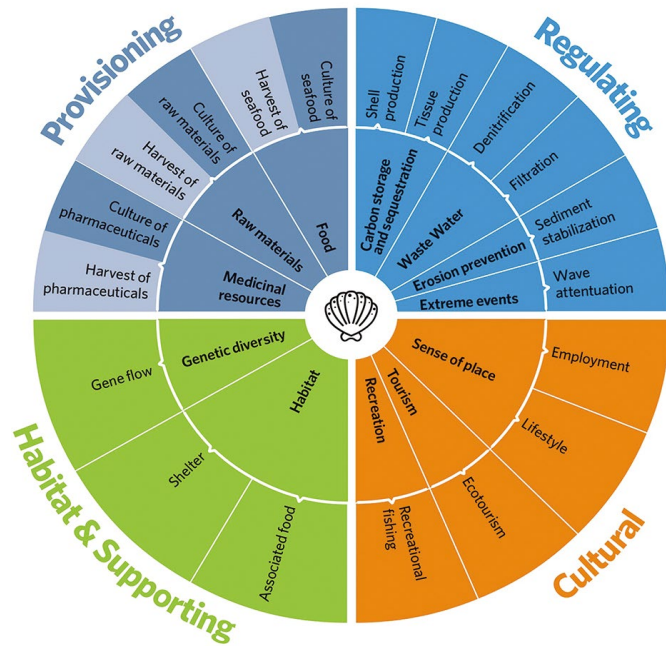 Provisioning
Harvest of
pharmaceuticals
Culture of
pharmaceuticals
Harvest of
raw materials
Culture of
raw materials
Harvest of
seafood
Culture of
seafood
Medicinal
resources
Raw materials
Food
Regulating
Shell
production
Tissue
production
Denitrification
Filtration
Sediment
stabilization
Wave
attentuation
Carbon storage
and sequestration
Waste Water
Erosion prevention
Extreme events
Cultural
Sense of place
Tourism
Recreation
Employment
Lifestyle
Ecotourism
Recreational
fishing
Habitat & Supporting
Genetic diversity
Habitat
Gene flow
Shelter
Associated food